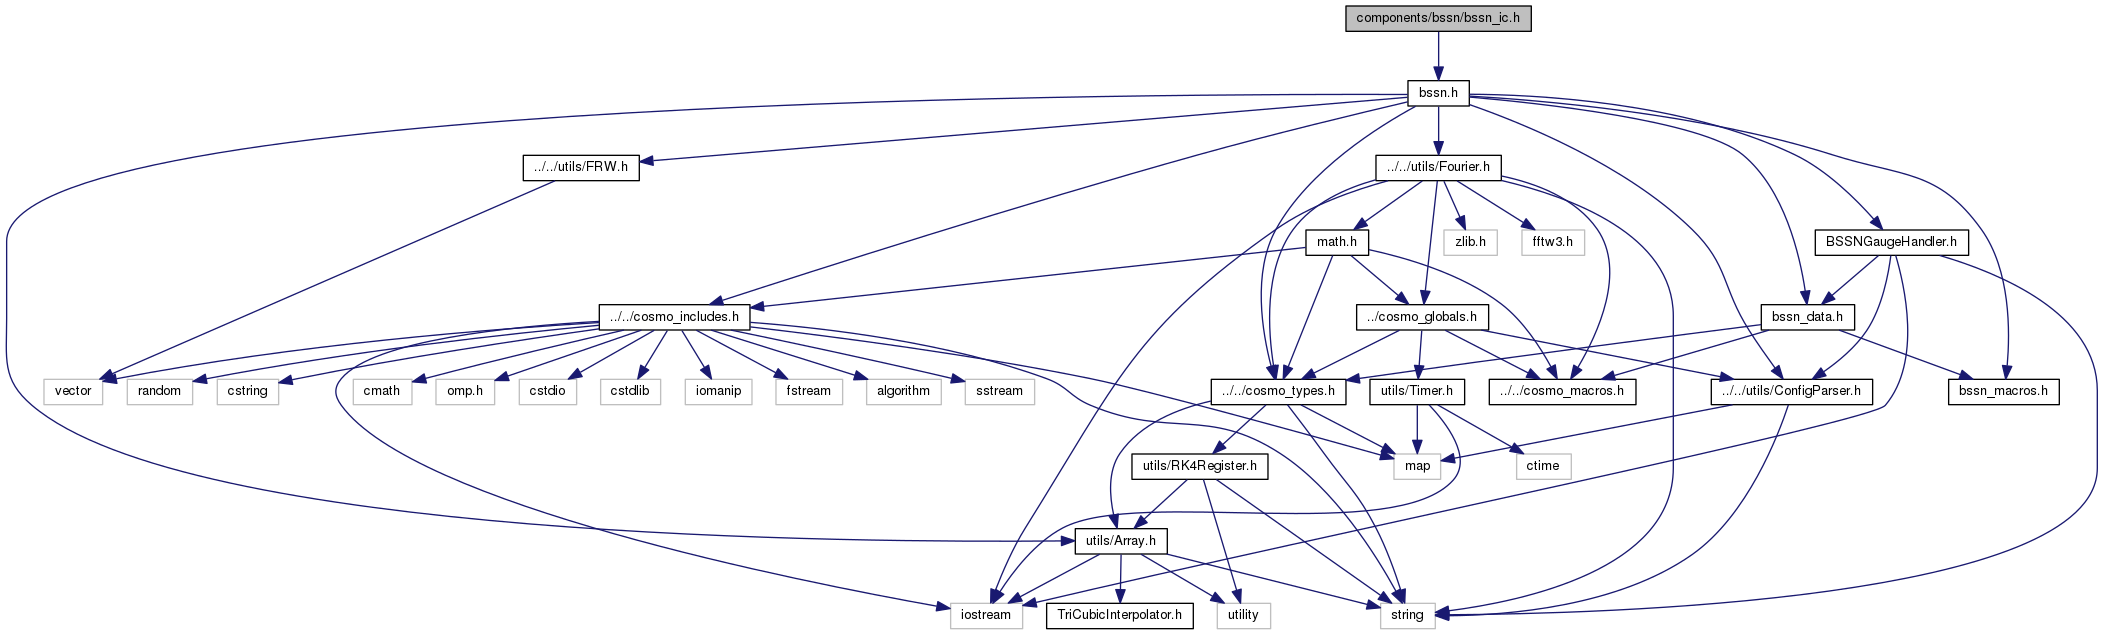 components/bssn/bssn_ic.h
bssn.h
../../utils/FRW.h
../../utils/Fourier.h
math.h
zlib.h
fftw3.h
BSSNGaugeHandler.h
../../cosmo_includes.h
../cosmo_globals.h
bssn_data.h
vector
random
cstring
cmath
omp.h
cstdio
cstdlib
iomanip
fstream
algorithm
sstream
../../cosmo_types.h
utils/Timer.h
../../cosmo_macros.h
../../utils/ConfigParser.h
bssn_macros.h
utils/RK4Register.h
map
ctime
utils/Array.h
iostream
TriCubicInterpolator.h
utility
string